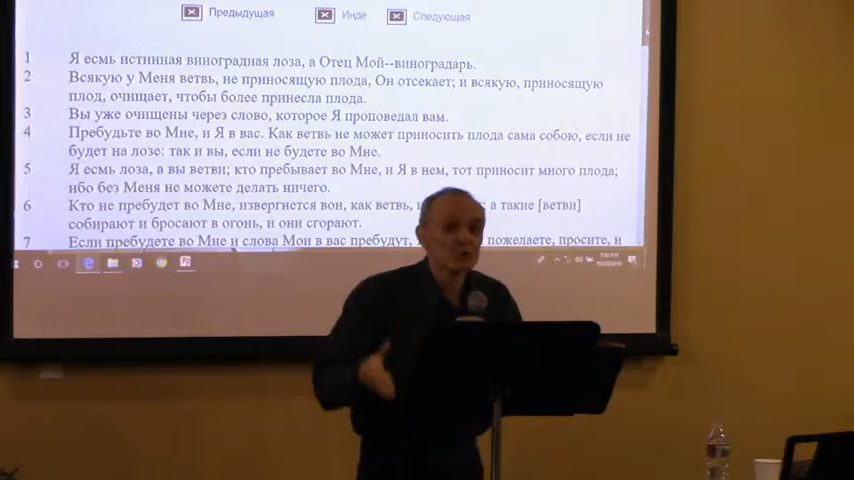 Предыдущая Инде Следующая
1 Я есмь истинная виноградная лоза, а Отец Мой--виноградарь.
2 Всякую у Меня ветвь, не приносящую плода, Он отсекает; и всякую, приносящую
плод, очищает, чтобы более принесла плода.
3 Вы уже очищены через слово, которое Я проповедал вам.
4 Пребудьте во Мне, и Я в вас. Как ветвь не может приносить плода сама собою, если не
будет на лозе: так и вы, если не будете во Мне.
5 Я есмь лоза, а вы ветви; кто пребывает во Мне, и Я в нем, тот приносит много плода;
ибо без Меня не можете делать ничего.
6 Кто не пребудет во Мне, извергнется вон, как ветвь, а такие [ветви]
собирают и бросают в огонь, и они сгорают.
7 Если пребудете во Мне и слова Мои в вас пребудут, пожелаете, просите, и